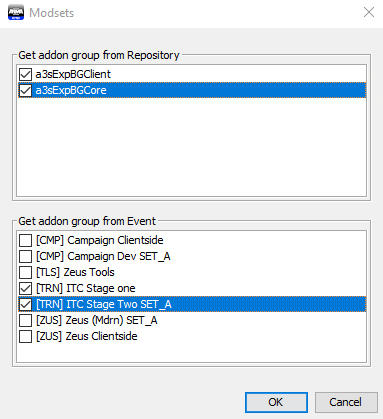 Modsets
Get addon group from Repository
a3sExpBGClient
a3sExpBGCore
Get addon group from Event
[CMP] Campaign Clientside
[CMP] Campaign Dev SET_A
[TLS] Zeus Tools
[TRN] ITC Stage one
[TRN] ITC Stage Two SET_A
[ZUS] Zeus (Mdrn) SET_A
[ZUS] Zeus Clientside
OK
Cancel